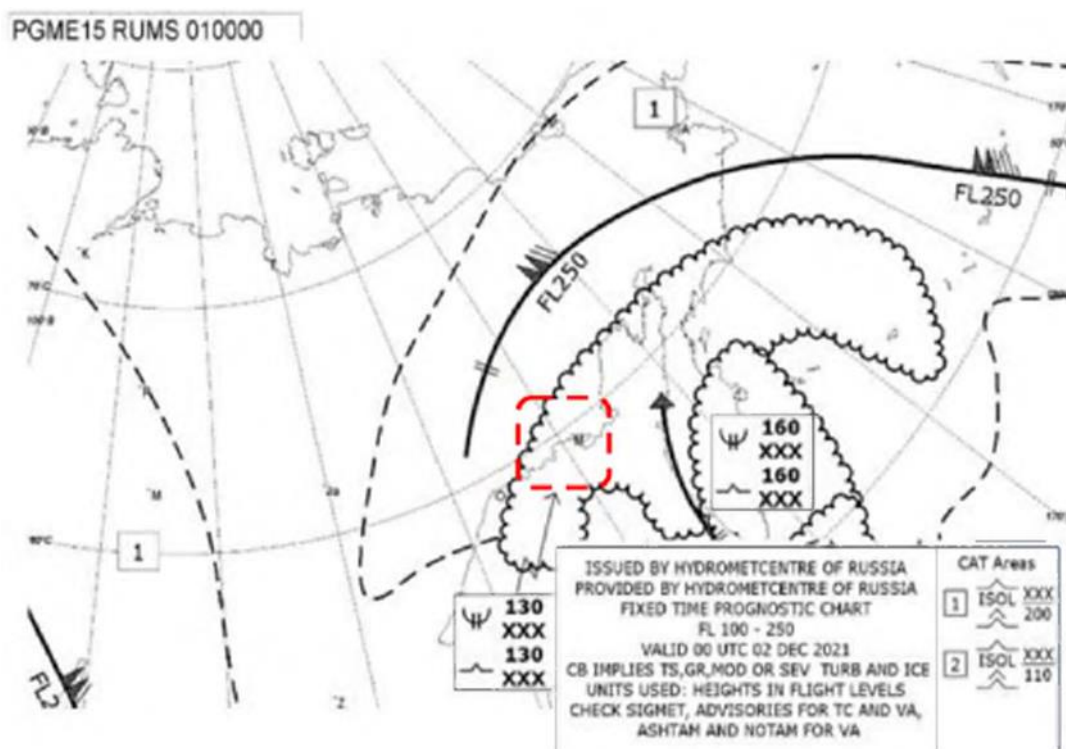 PGME15 RUMS 010000
1
A
FL250
FL250
K
M
160
XXX
160
XXX
M
1
130
XXX
130
XXX
ISSUED BY HYDROMETCENTRE OF RUSSIA
PROVIDED BY HYDROMETCENTRE OF RUSSIA
FIXED TIME PROGNOSTIC CHART
FL 100 - 250
VALID 00 UTC 02 DEC 2021
CB IMPLIES TS,GR,MOD OR SEV TURB AND ICE
UNITS USED: HEIGHTS IN FLIGHT LEVELS
CHECK SIGMET, ADVISORIES FOR TC AND VA,
ASHTAM AND NOTAM FOR VA
CAT Areas
1 ISOL XXX
200
2 ISOL XXX
110
FL2